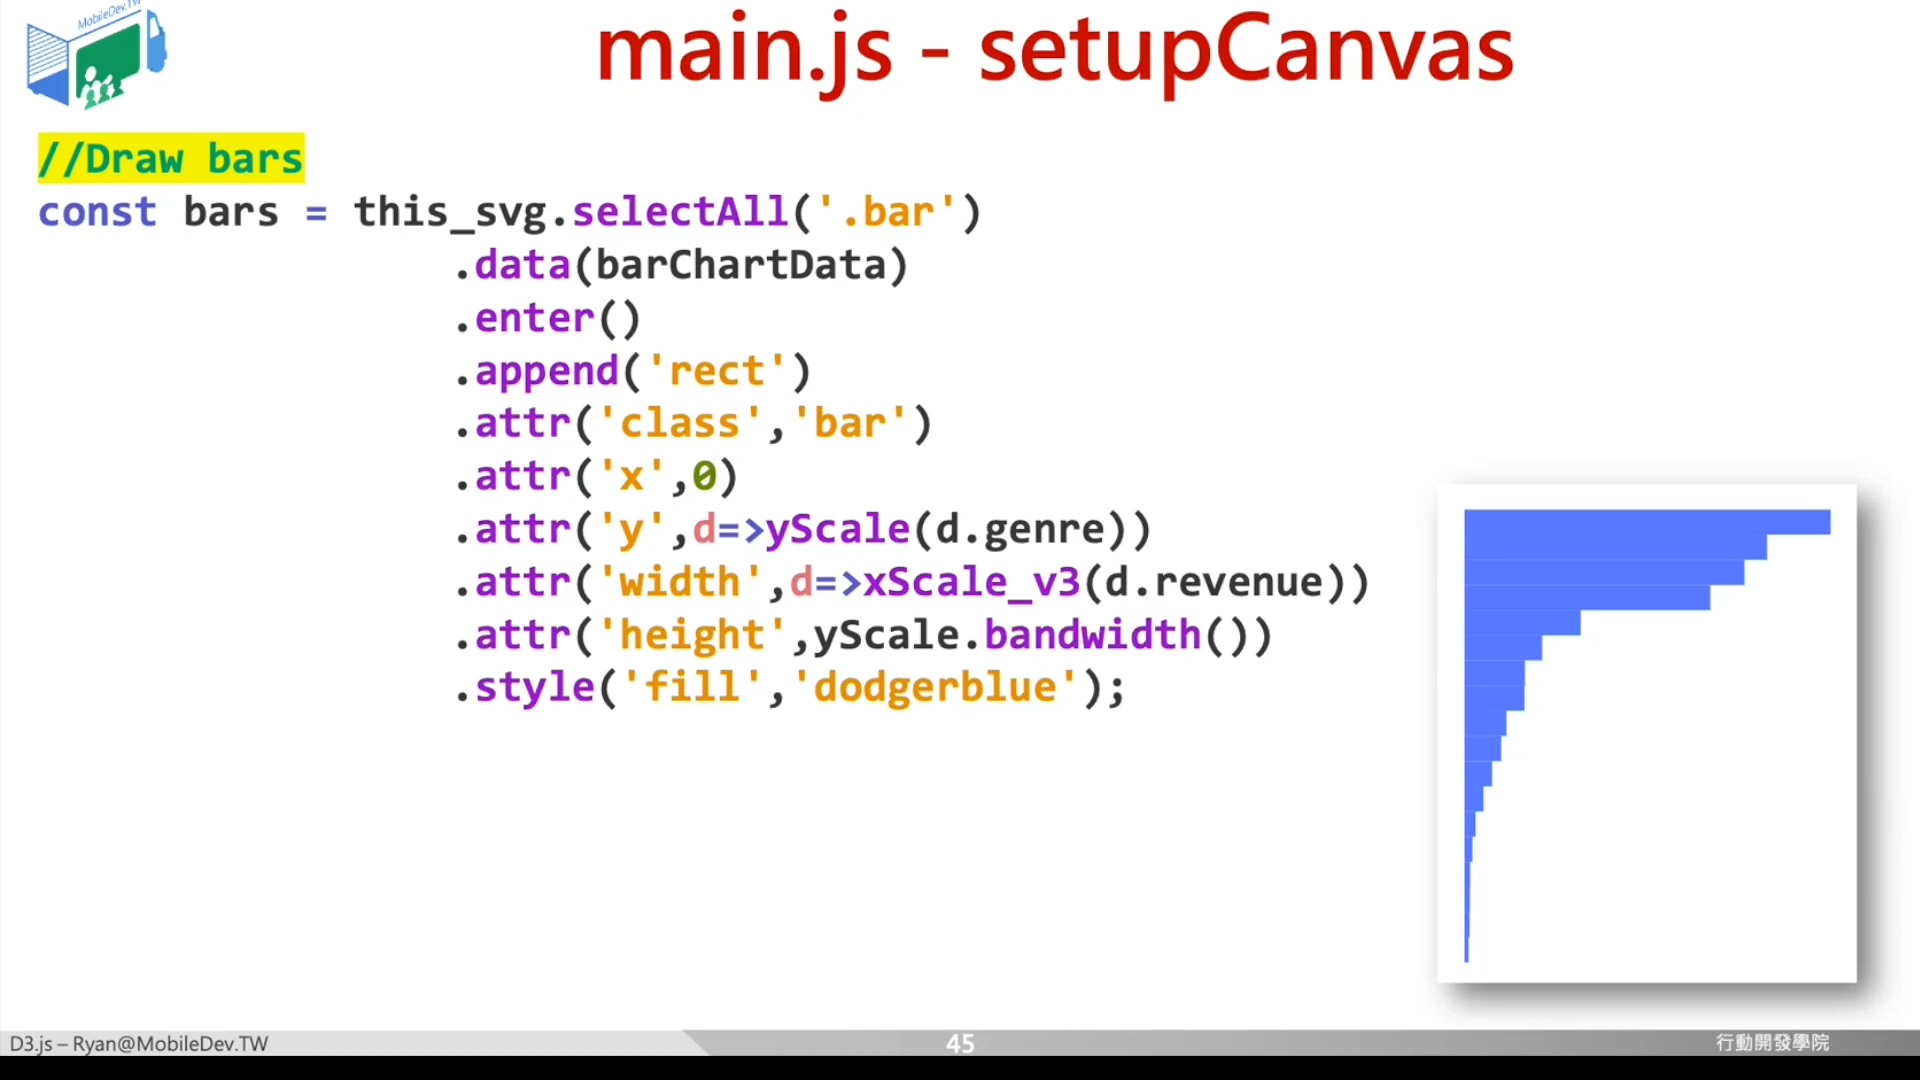 MobileDev.TW
main.js - setupCanvas
//Draw bars
const bars = this_svg.selectAll('.bar')
.data(barChartData)
.enter()
.append('rect')
.attr('class','bar')
.attr('x',0)
.attr('y',d=>yScale(d.genre))
.attr('width',d=>xScale_v3(d.revenue))
.attr('height',yScale.bandwidth())
.style('fill','dodgerblue');
D3.js – Ryan@MobileDev.TW
45
行動開發學院